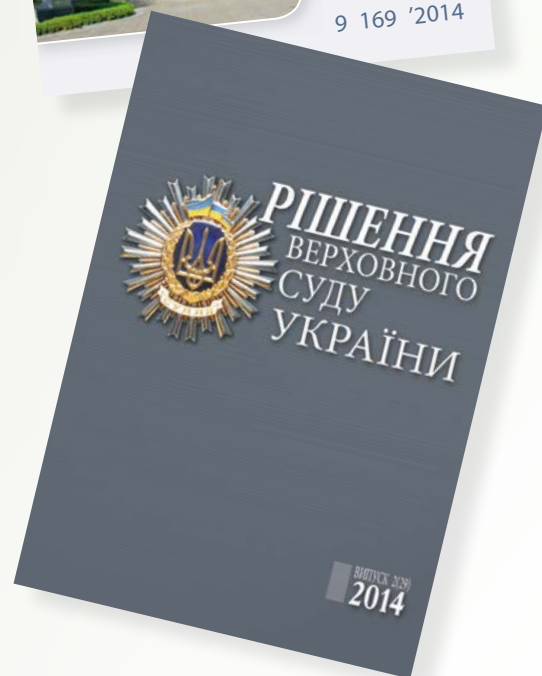 9 169 ’2014
РІШЕННЯ
ВЕРХОВНОГО
СУДУ
УКРАЇНИ
ВИПУСК 2(29)
2014